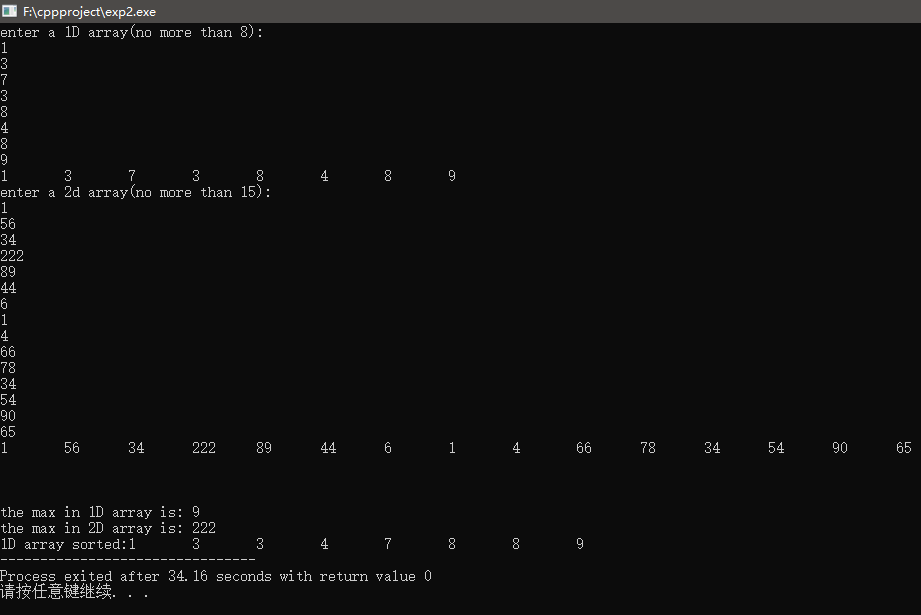 F:\cppproject\exp2.exe
enter a 1D array(no more than 8):
1
3
7
3
8
4
8
9
1 3 7 3 8 4 8 9
enter a 2d array(no more than 15):
1
56
34
222
89
44
6
1
4
66
78
34
54
90
65
1 56 34 222 89 44 6 1 4 66 78 34 54 90 65
the max in 1D array is: 9
the max in 2D array is: 222
1D array sorted:1 3 3 4 7 8 8 9
--------------------------------
Process exited after 34.16 seconds with return value 0
请按任意键继续. . .